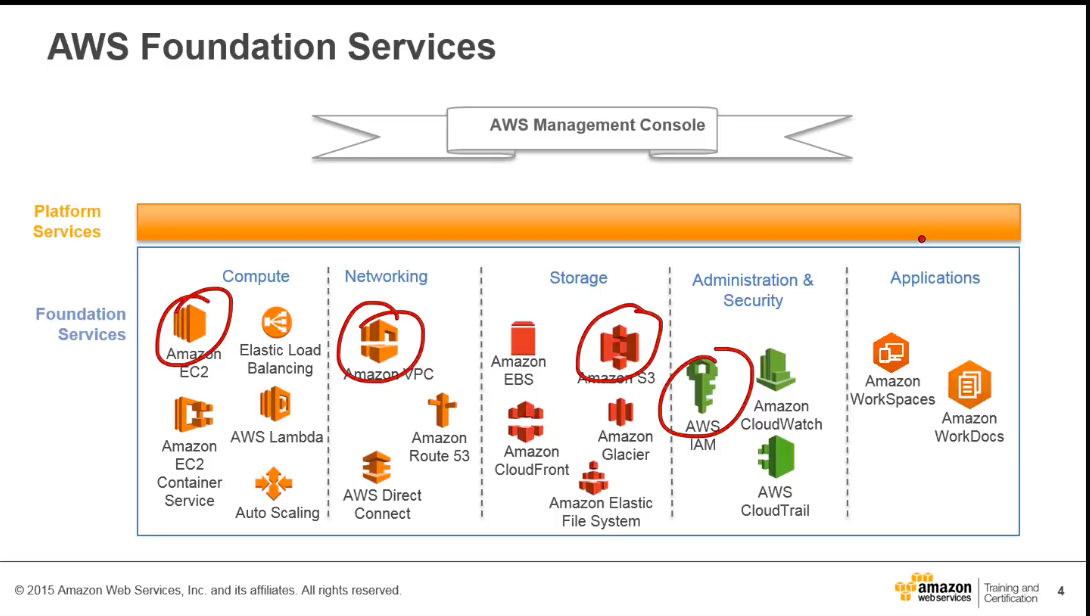 AWS Foundation Services
AWS Management Console
Platform
Services
Foundation
Services
Compute
Amazon
EC2
Elastic Load
Balancing
Amazon
EC2
Container
Service
AWS Lambda
Auto Scaling
Networking
Amazon VPC
Amazon
Route 53
AWS Direct
Connect
Storage
Amazon
EBS
Amazon S3
Amazon
CloudFront
Amazon
Glacier
Amazon Elastic
File System
Administration &
Security
AWS
IAM
Amazon
CloudWatch
AWS
CloudTrail
Applications
Amazon
WorkSpaces
Amazon
WorkDocs
© 2015 Amazon Web Services, Inc. and its affiliates. All rights reserved.
amazon
web services
Training and
Certification
4